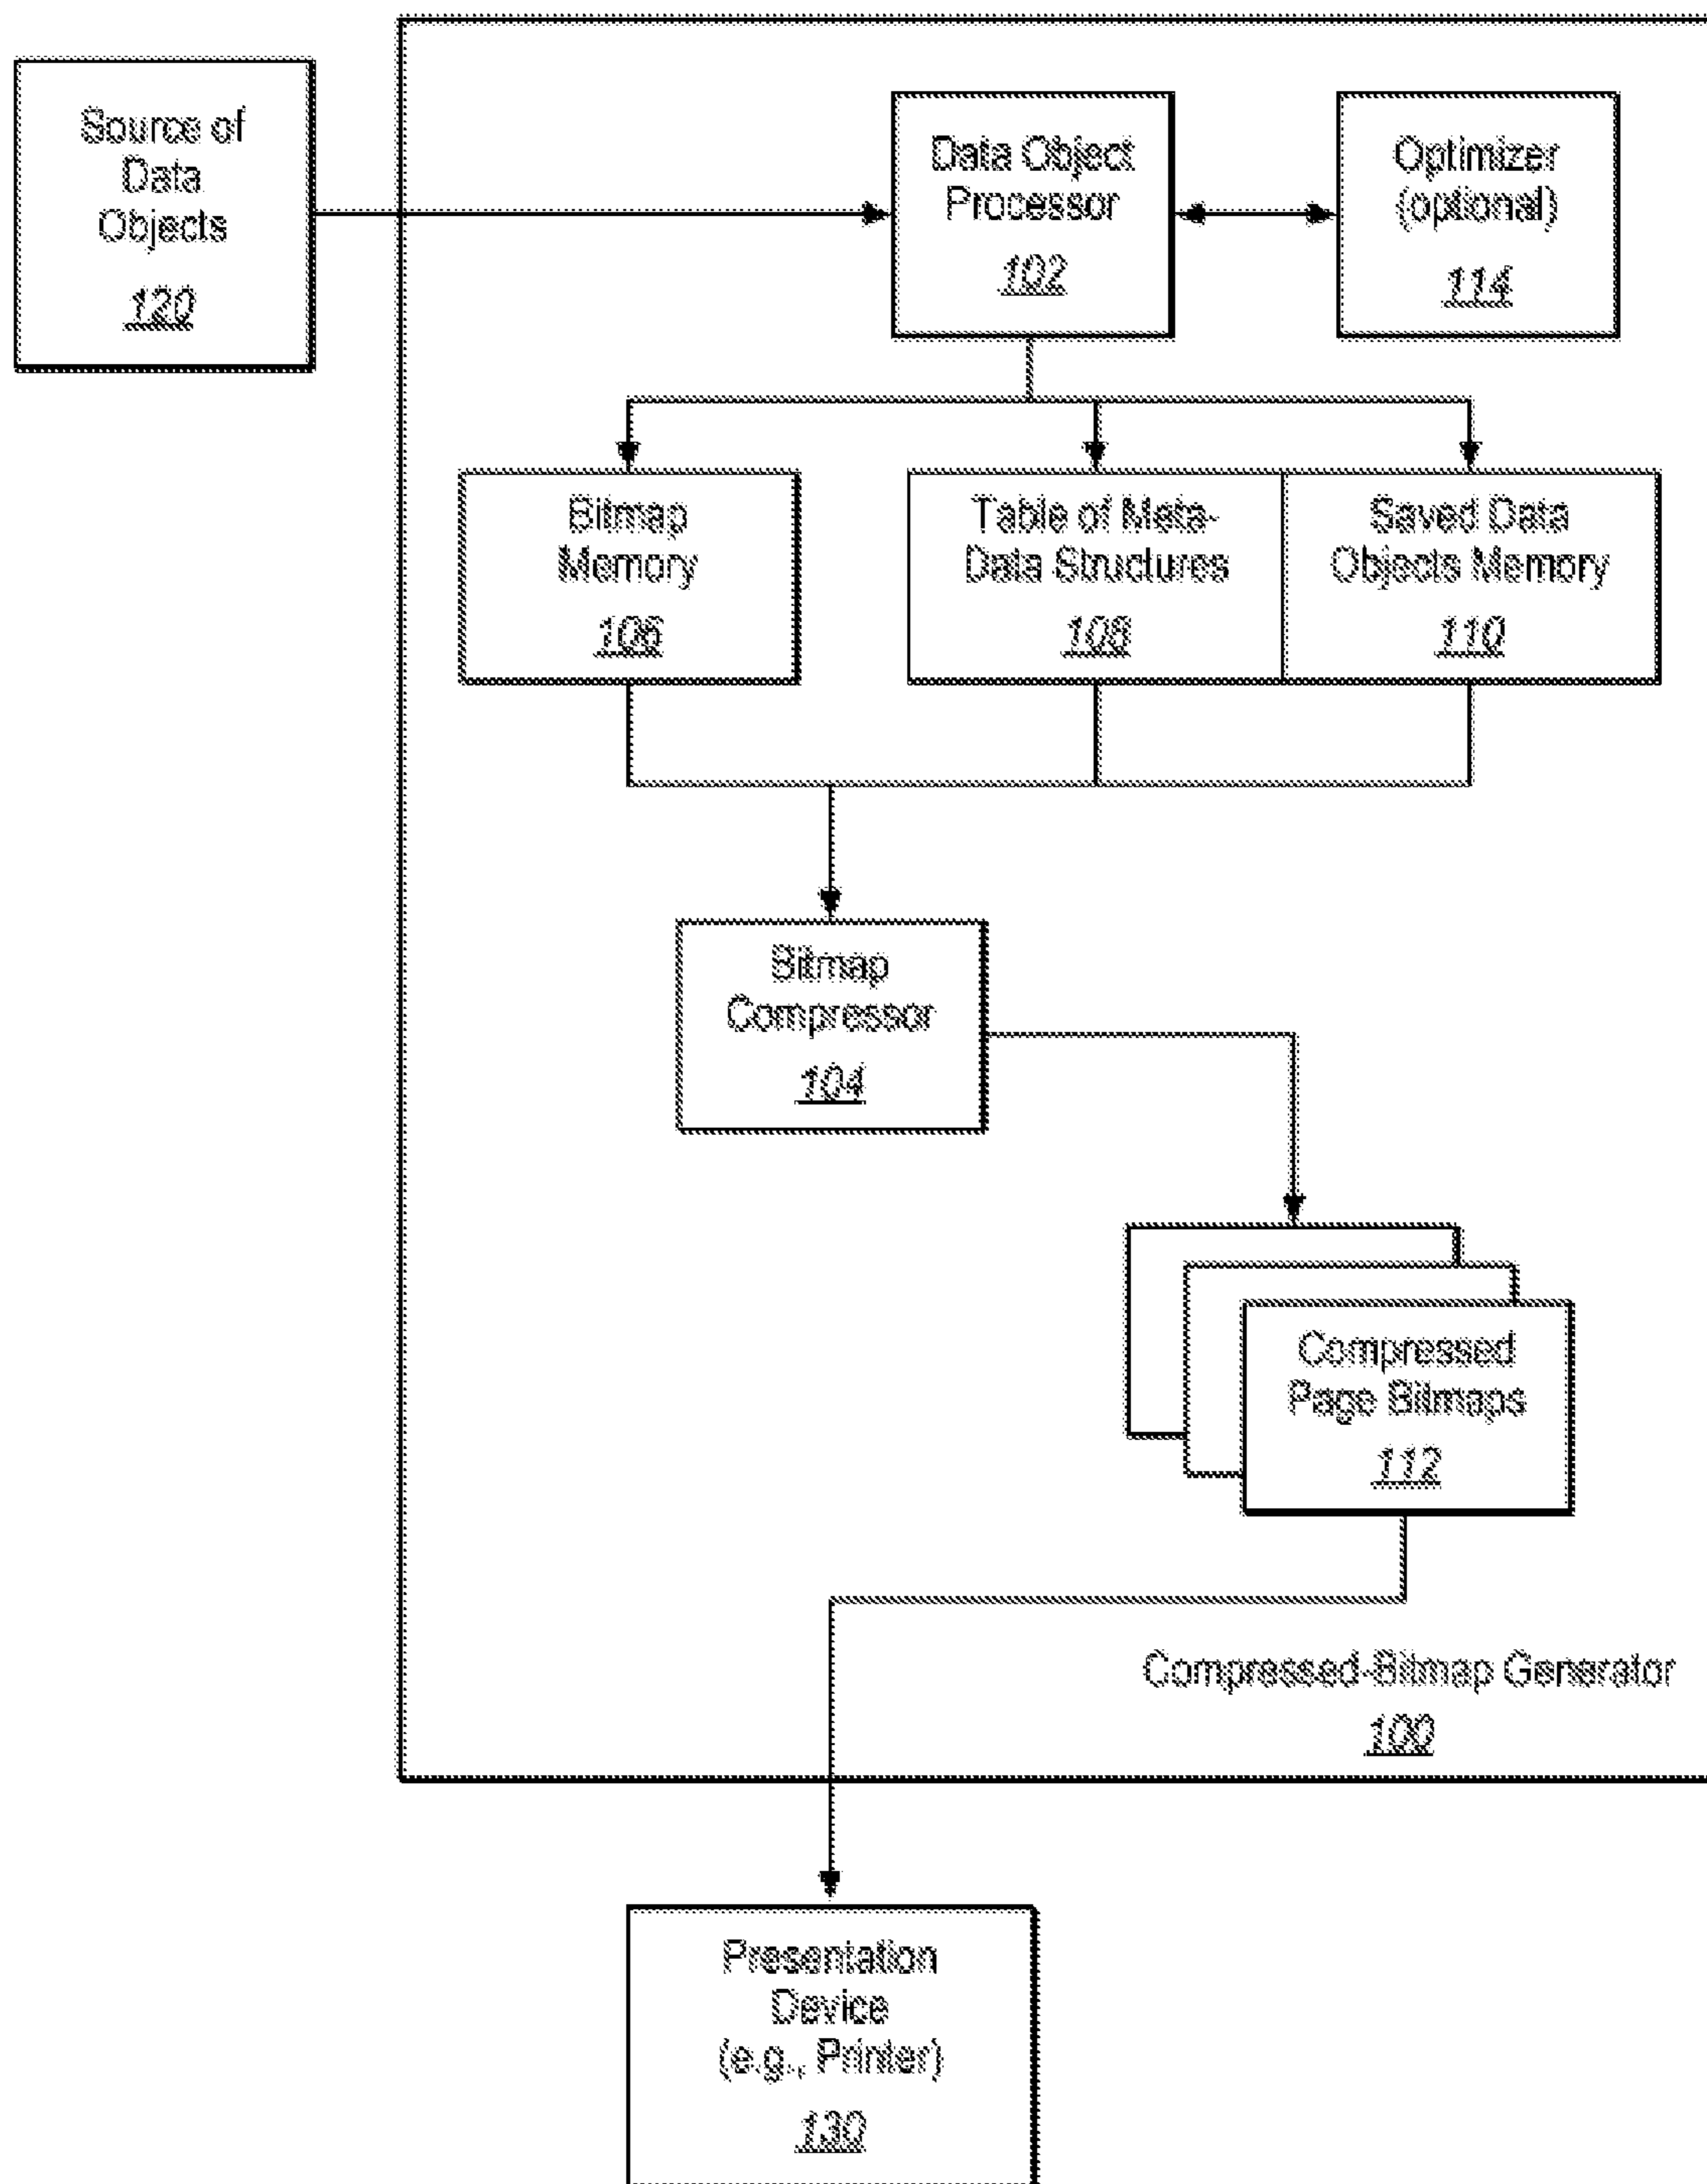 Source of
Data
Objects
120
Data Object
Processor
102
Optimizer
(optional)
114
Bitmap
Memory
106
Table of Meta-
Data Structures
108
Saved Data
Objects Memory
110
Bitmap
Compressor
104
Compressed
Page Bitmaps
112
Compressed-Bitmap Generator
100
Presentation
Device
(e.g., Printer)
130